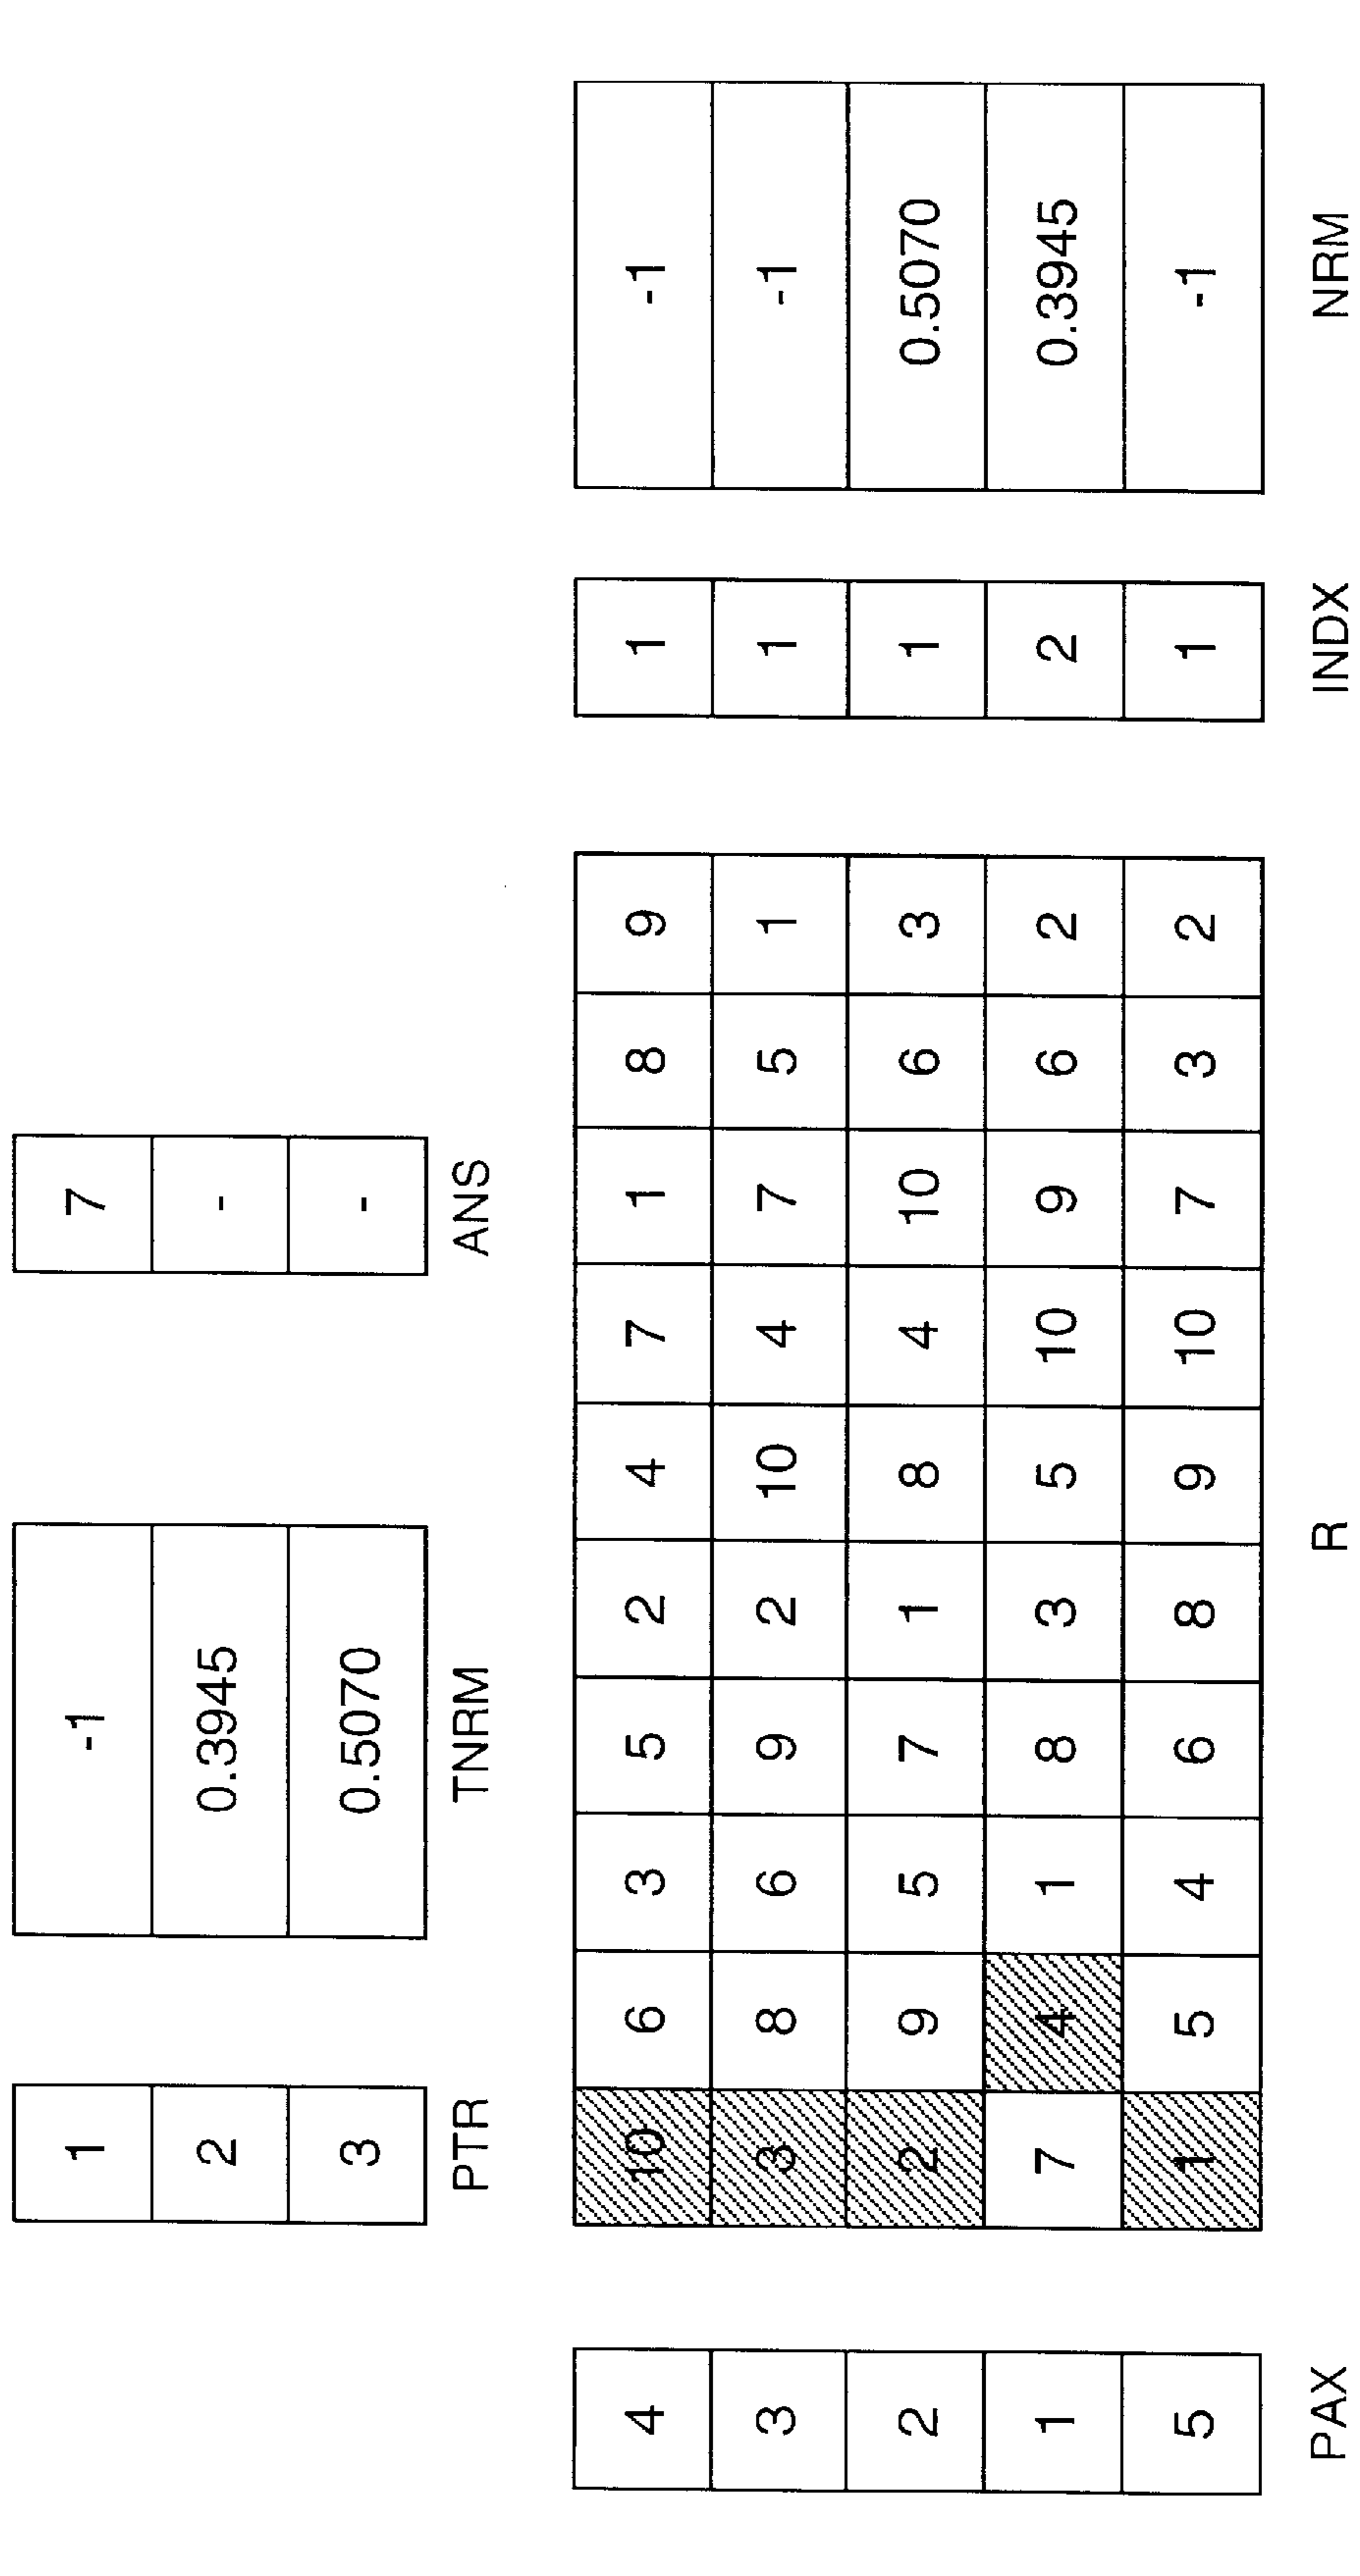 1 -1 7
2 0.3945 -
3 0.5070 -
PTR TNRM ANS
4 10 6 3 5 2 4 7 1 8 9 1 -1
3 3 8 6 9 2 10 4 7 5 1 1 -1
2 2 9 5 7 1 8 4 10 6 3 1 0.5070
1 7 4 1 8 3 5 10 9 6 2 2 0.3945
5 1 5 4 6 8 9 10 7 3 2 1 -1
PAX R INDX NRM